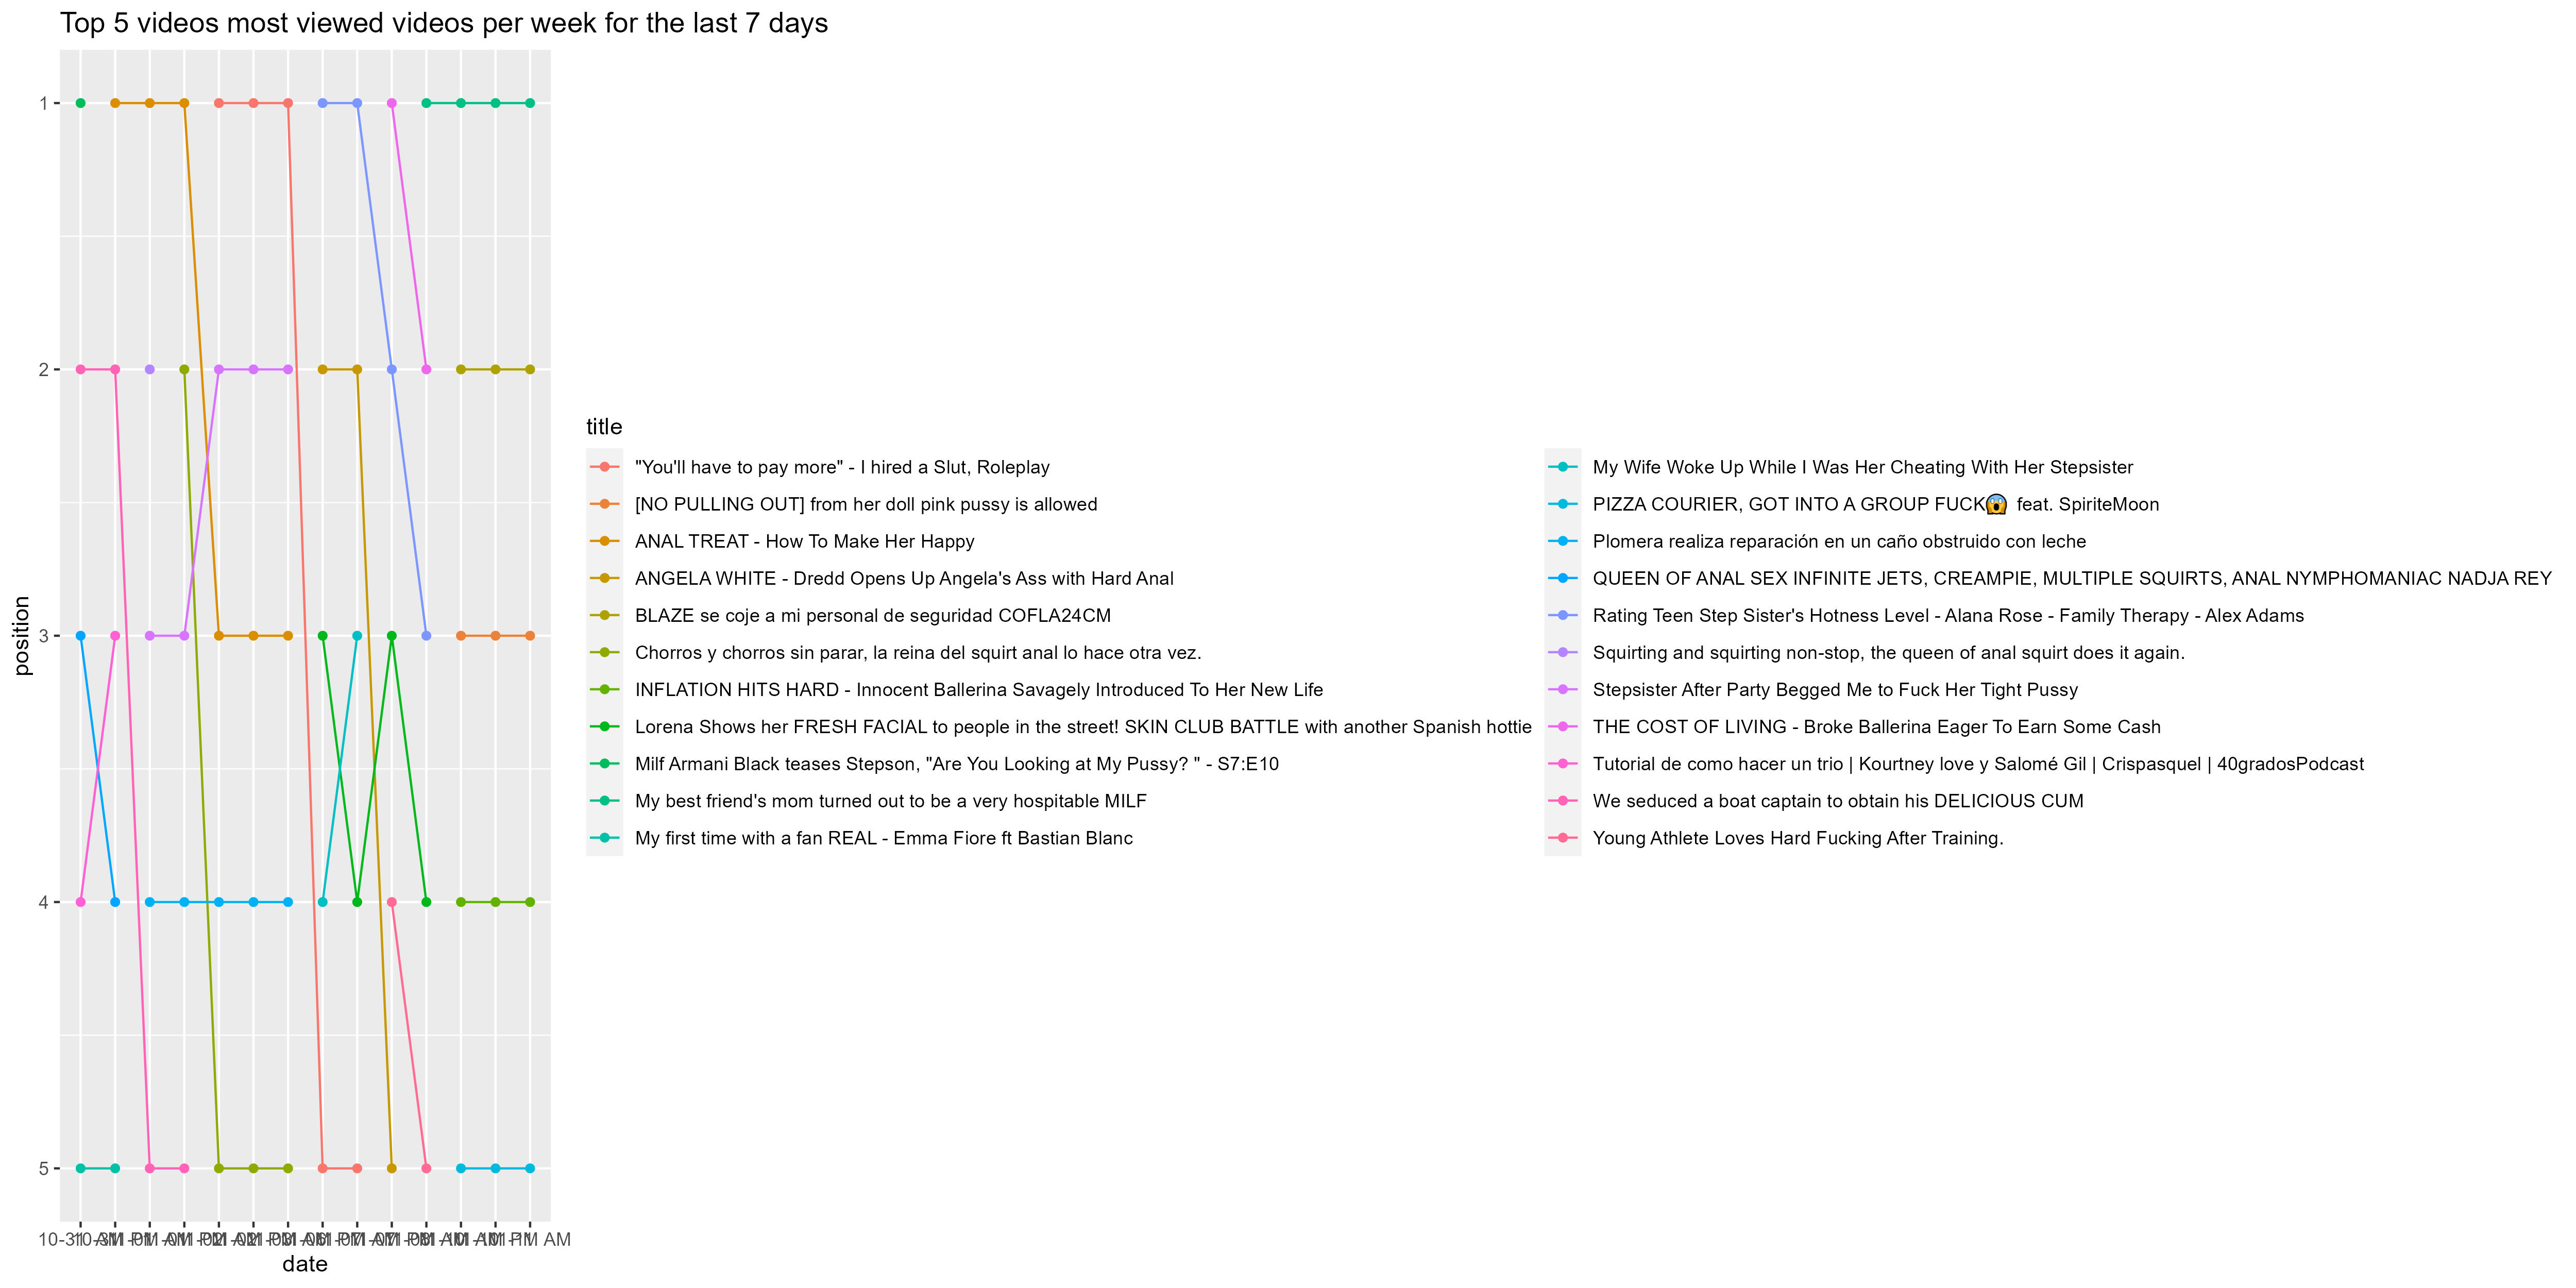 Top 5 videos most viewed videos per week for the last 7 days
1
2
3
4
5
position
date
title
"You'll have to pay more" - I hired a Slut, Roleplay
[NO PULLING OUT] from her doll pink pussy is allowed
ANAL TREAT - How To Make Her Happy
ANGELA WHITE - Dredd Opens Up Angela's Ass with Hard Anal
BLAZE se coje a mi personal de seguridad COFLA24CM
Chorros y chorros sin parar, la reina del squirt anal lo hace otra vez.
INFLATION HITS HARD - Innocent Ballerina Savagely Introduced To Her New Life
Lorena Shows her FRESH FACIAL to people in the street! SKIN CLUB BATTLE with another Spanish hottie
Milf Armani Black teases Stepson, "Are You Looking at My Pussy? " - S7:E10
My best friend's mom turned out to be a very hospitable MILF
My first time with a fan REAL - Emma Fiore ft Bastian Blanc
My Wife Woke Up While I Was Her Cheating With Her Stepsister
PIZZA COURIER, GOT INTO A GROUP FUCK😱 feat. SpiriteMoon
Plomera realiza reparación en un caño obstruido con leche
QUEEN OF ANAL SEX INFINITE JETS, CREAMPIE, MULTIPLE SQUIRTS, ANAL NYMPHOMANIAC NADJA REY
Rating Teen Step Sister's Hotness Level - Alana Rose - Family Therapy - Alex Adams
Squirting and squirting non-stop, the queen of anal squirt does it again.
Stepsister After Party Begged Me to Fuck Her Tight Pussy
THE COST OF LIVING - Broke Ballerina Eager To Earn Some Cash
Tutorial de como hacer un trio | Kourtney love y Salomé Gil | Crispasquel | 40gradosPodcast
We seduced a boat captain to obtain his DELICIOUS CUM
Young Athlete Loves Hard Fucking After Training.